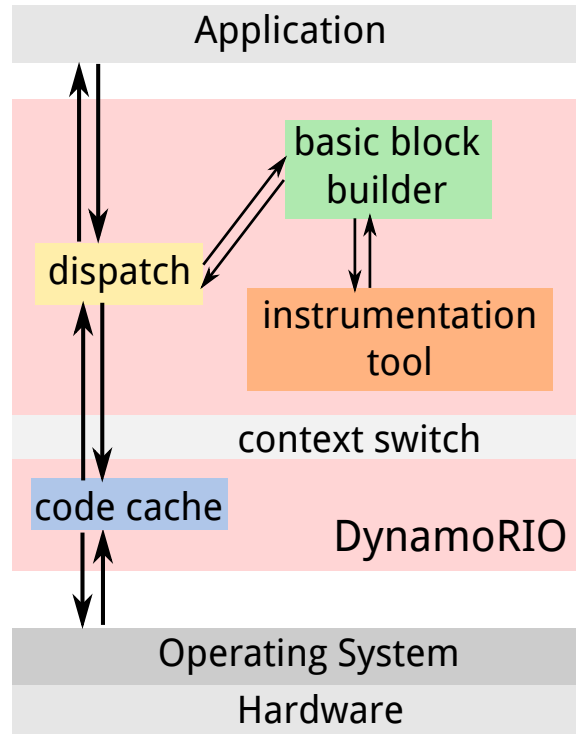 Application
basic block
builder
dispatch
instrumentation
tool
context switch
code cache
DynamoRIO
Operating System
Hardware